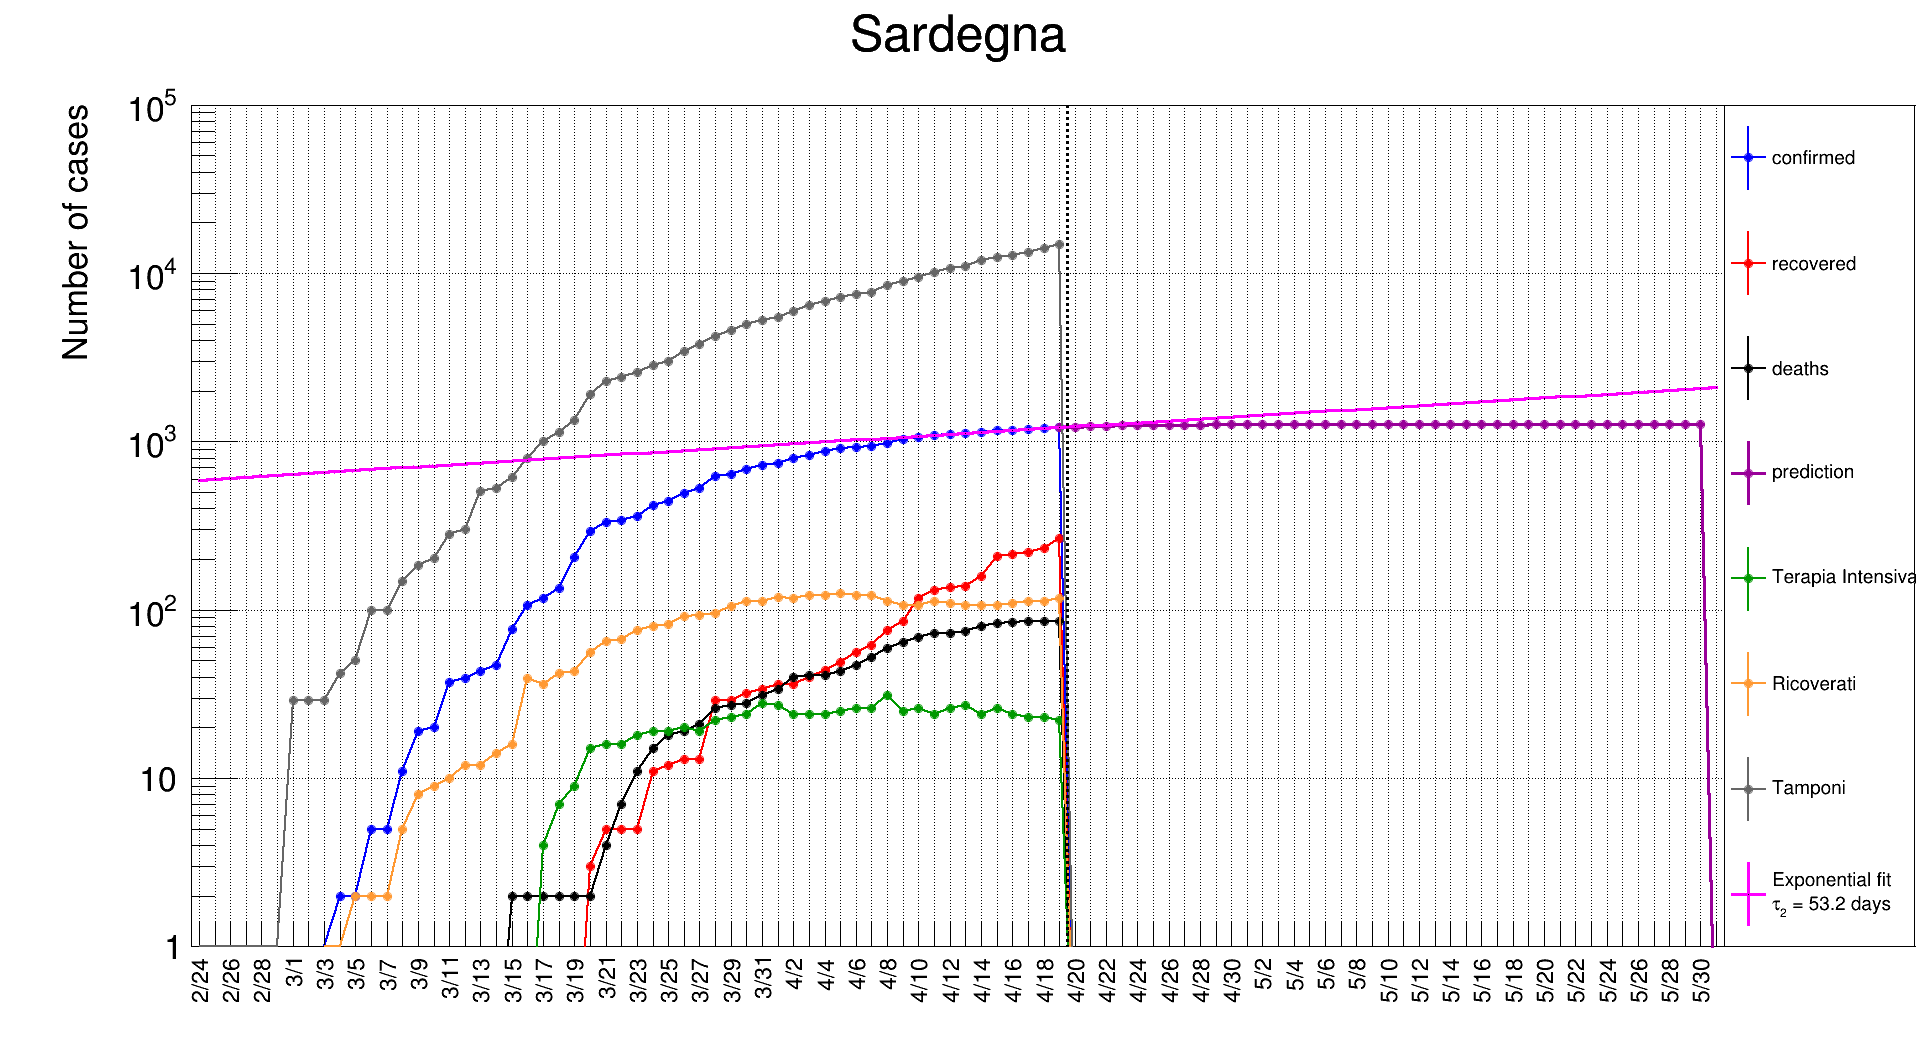 Sardegna
Number of cases
10^5
10^4
10^3
10^2
10
1
2/24 2/26 2/28 3/1 3/3 3/5 3/7 3/9 3/11 3/13 3/15 3/17 3/19 3/21 3/23 3/25 3/27 3/29 3/31 4/2 4/4 4/6 4/8 4/10 4/12 4/14 4/16 4/18 4/20 4/22 4/24 4/26 4/28 4/30 5/2 5/4 5/6 5/8 5/10 5/12 5/14 5/16 5/18 5/20 5/22 5/24 5/26 5/28 5/30
confirmed
recovered
deaths
prediction
Terapia Intensiva
Ricoverati
Tamponi
Exponential fit
τ₂ = 53.2 days